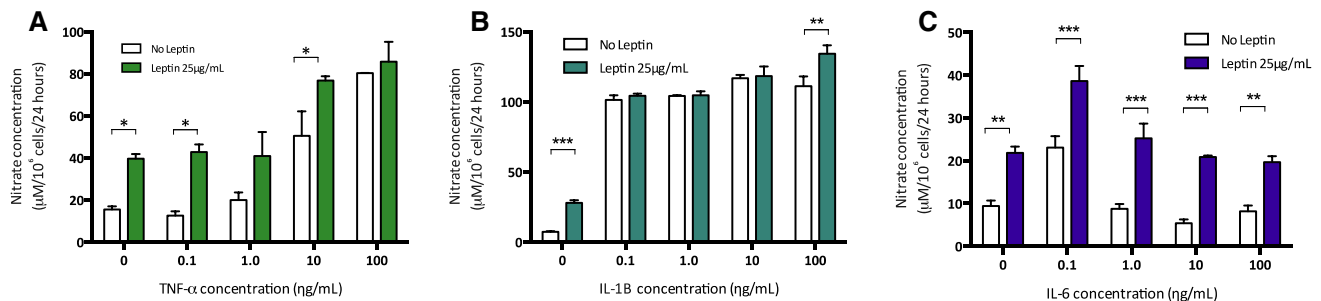 A
Nitrate concentration
(µM/10⁶ cells/24 hours)
100
80
60
40
20
0
No Leptin
Leptin 25µg/mL
*
*
*
0 0.1 1.0 10 100
TNF-α concentration (ηg/mL)
B
Nitrate concentration
(µM/10⁶ cells/24 hours)
150
100
50
0
No Leptin
Leptin 25µg/mL
***
**
0 0.1 1.0 10 100
IL-1B concentration (ηg/mL)
C
Nitrate concentration
(µM/10⁶ cells/24 hours)
50
40
30
20
10
0
No Leptin
Leptin 25µg/mL
**
***
***
***
**
0 0.1 1.0 10 100
IL-6 concentration (ηg/mL)